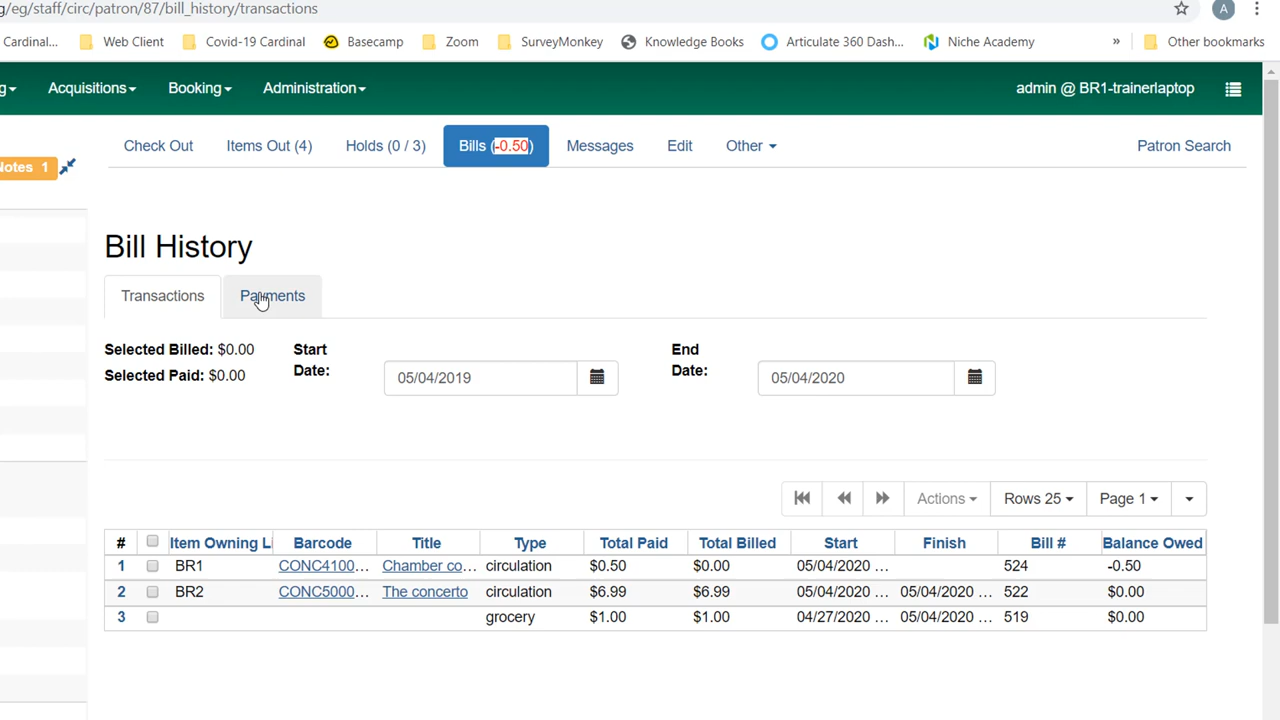 g/eg/staff/circ/patron/87/bill_history/transactions
A
Cardinal... Web Client Covid-19 Cardinal Basecamp Zoom SurveyMonkey Knowledge Books Articulate 360 Dash... Niche Academy » Other bookmarks
g Acquisitions Booking Administration admin @ BR1-trainerlaptop
Check Out Items Out (4) Holds (0 / 3) Bills (-0.50) Messages Edit Other Patron Search
Notes 1
Bill History
Transactions Payments
Selected Billed: $0.00 Start Date: 05/04/2019 End Date: 05/04/2020
Selected Paid: $0.00
Actions Rows 25 Page 1
# Item Owning Li Barcode Title Type Total Paid Total Billed Start Finish Bill # Balance Owed
1 BR1 CONC4100... Chamber co... circulation $0.50 $0.00 05/04/2020 ... 524 -0.50
2 BR2 CONC5000... The concerto circulation $6.99 $6.99 05/04/2020 ... 05/04/2020 ... 522 $0.00
3 grocery $1.00 $1.00 04/27/2020 ... 05/04/2020 ... 519 $0.00